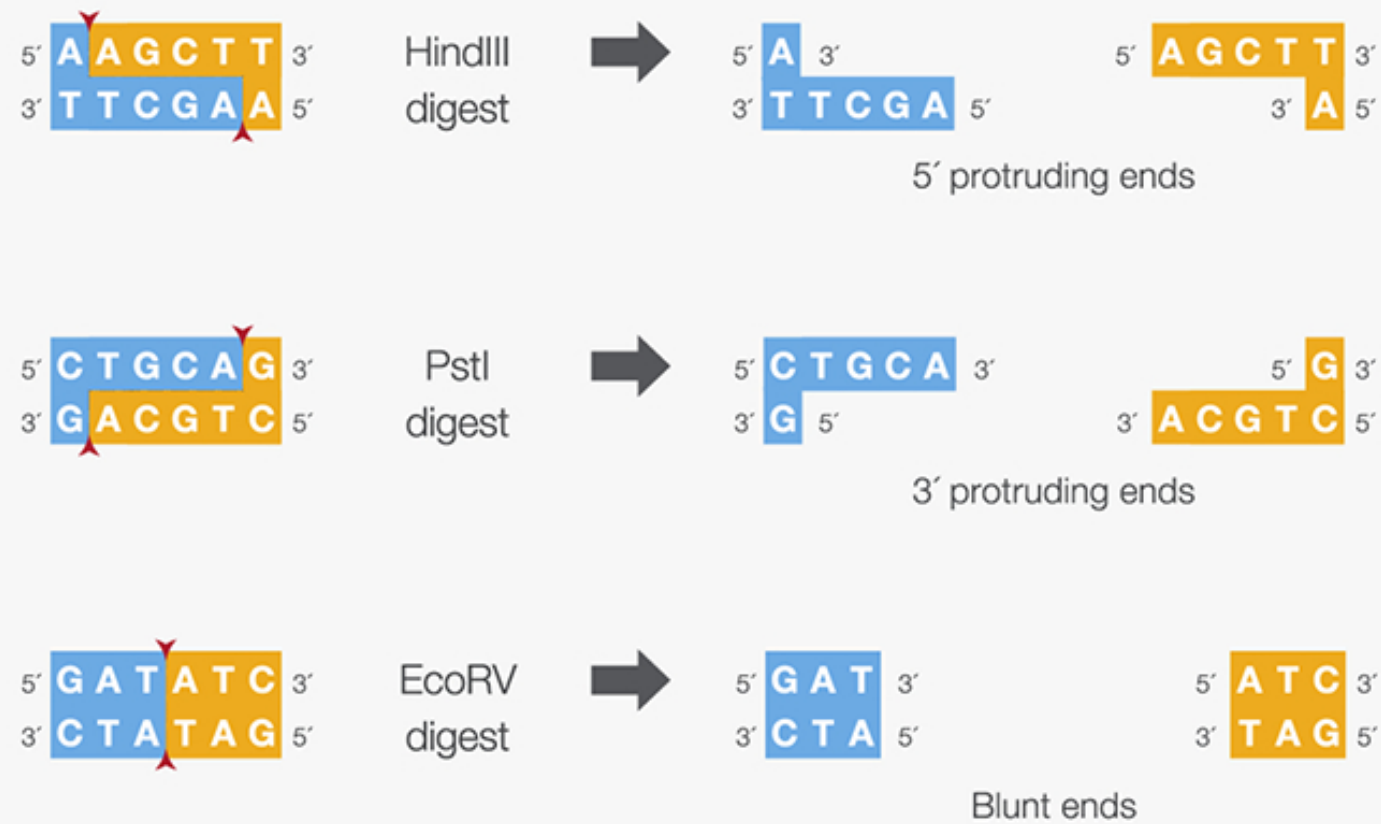 5´ A A G C T T 3´ HindIII 5´ A 3´ 5´ A G C T T 3´
3´ T T C G A A 5´ digest 3´ T T C G A 5´ 3´ A 5´
5´ protruding ends
5´ C T G C A G 3´ PstI 5´ C T G C A 3´ 5´ G 3´
3´ G A C G T C 5´ digest 3´ G 5´ 3´ A C G T C 5´
3´ protruding ends
5´ G A T A T C 3´ EcoRV 5´ G A T 3´ 5´ A T C 3´
3´ C T A T A G 5´ digest 3´ C T A 5´ 3´ T A G 5´
Blunt ends